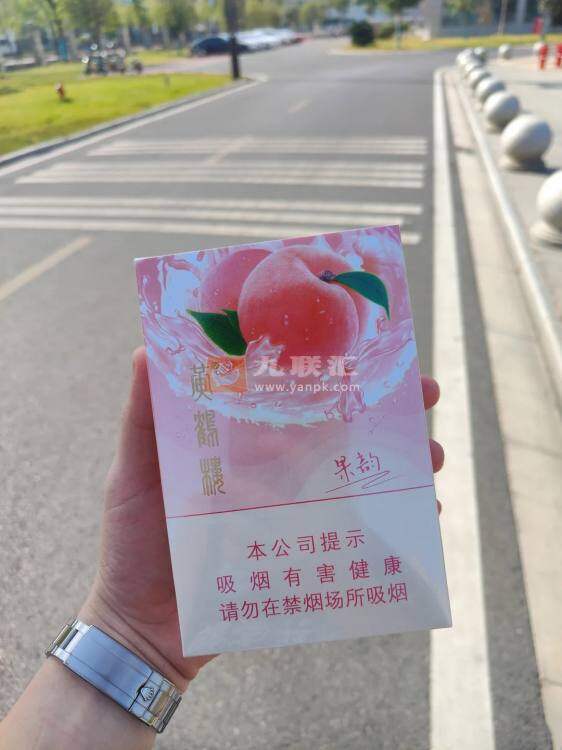 九联汇
www.yanpk.com
黄鹤楼
果韵
本公司提示
吸烟有害健康
请勿在禁烟场所吸烟